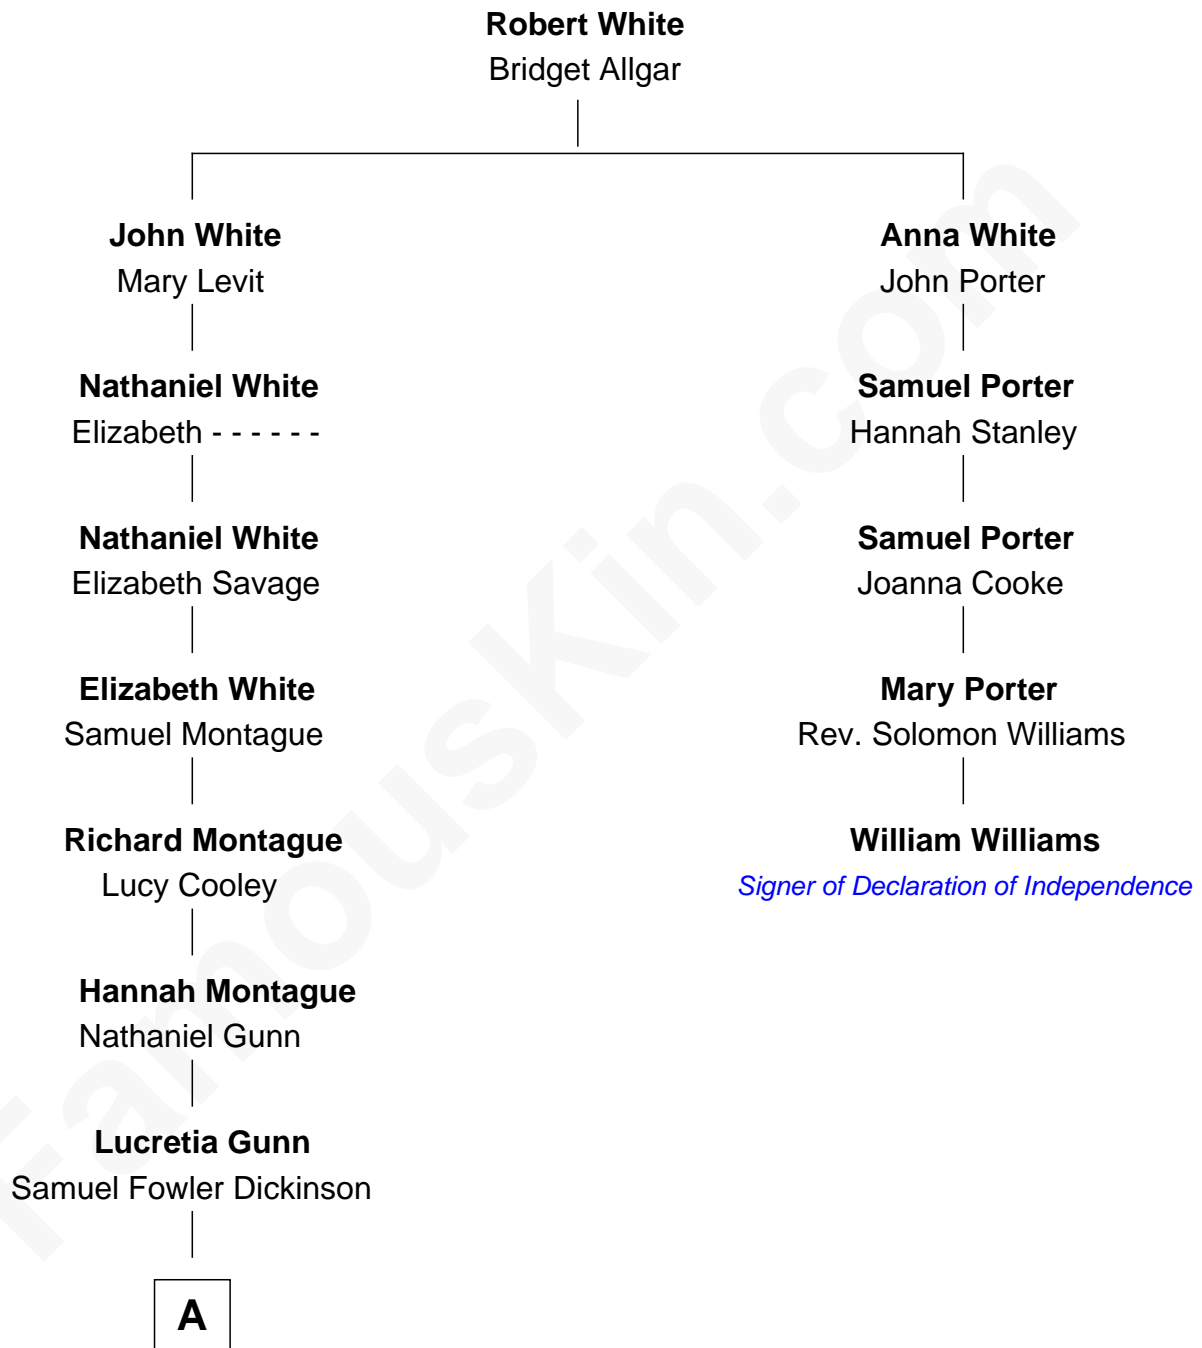 Robert White
Bridget Allgar
John White
Mary Levit
Anna White
John Porter
Nathaniel White
Elizabeth - - - - - -
Samuel Porter
Hannah Stanley
Nathaniel White
Elizabeth Savage
Samuel Porter
Joanna Cooke
Elizabeth White
Samuel Montague
Mary Porter
Rev. Solomon Williams
Richard Montague
Lucy Cooley
William Williams
Signer of Declaration of Independence
Hannah Montague
Nathaniel Gunn
Lucretia Gunn
Samuel Fowler Dickinson
A
FamousKin.com